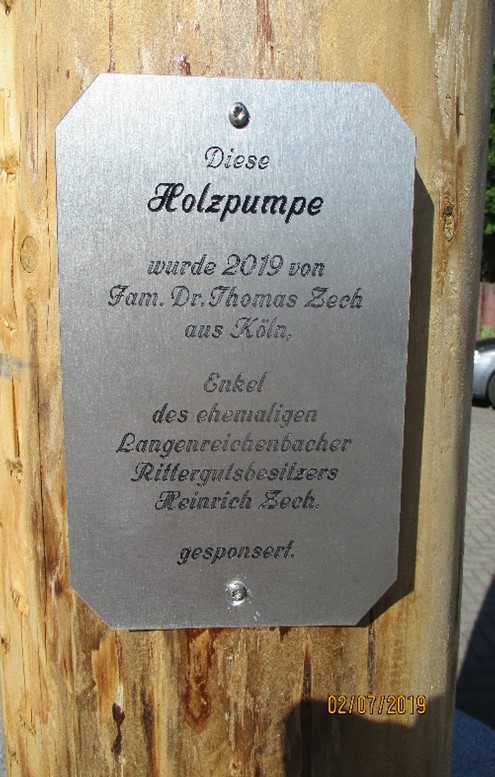 Diese
Holzpumpe
wurde 2019 von
Fam. Dr. Thomas Zech
aus Köln,
Enkel
des ehemaligen
Langenreichenbacher
Rittergutsbesitzers
Heinrich Zech,
gesponsert.
02/07/2019